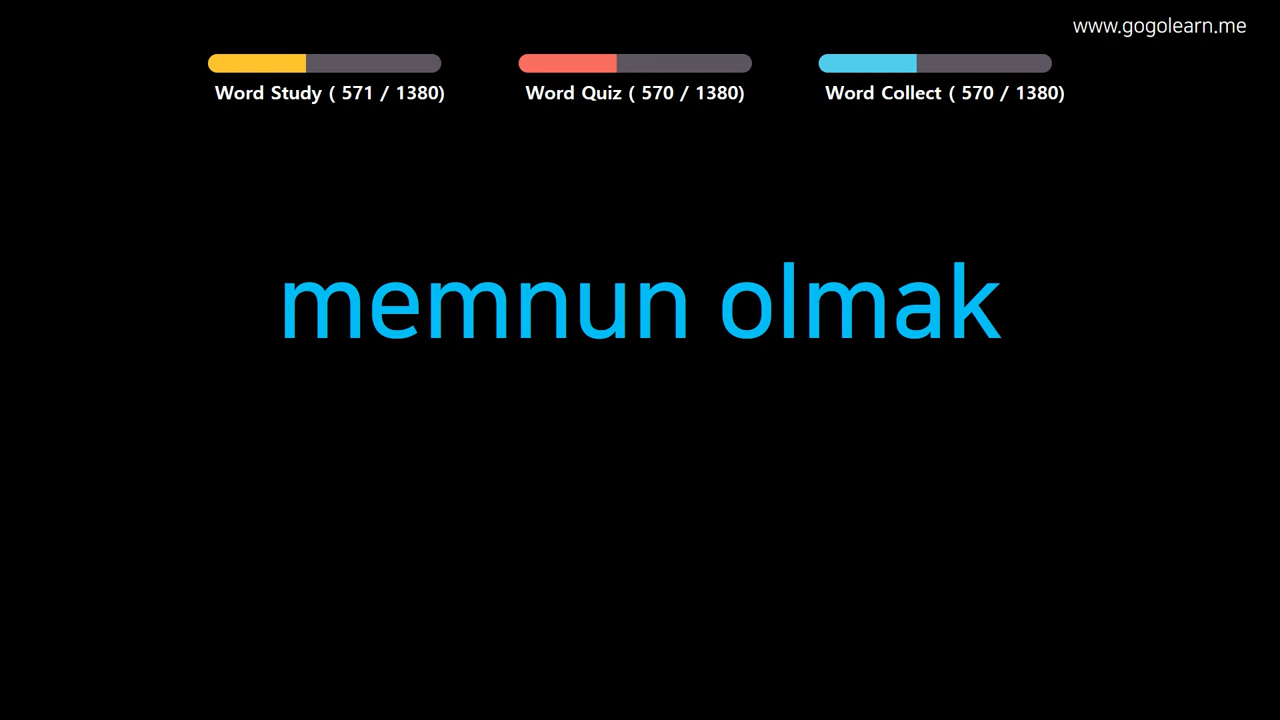 www.gogolearn.me
Word Study ( 571 / 1380)
Word Quiz ( 570 / 1380)
Word Collect ( 570 / 1380)
memnun olmak